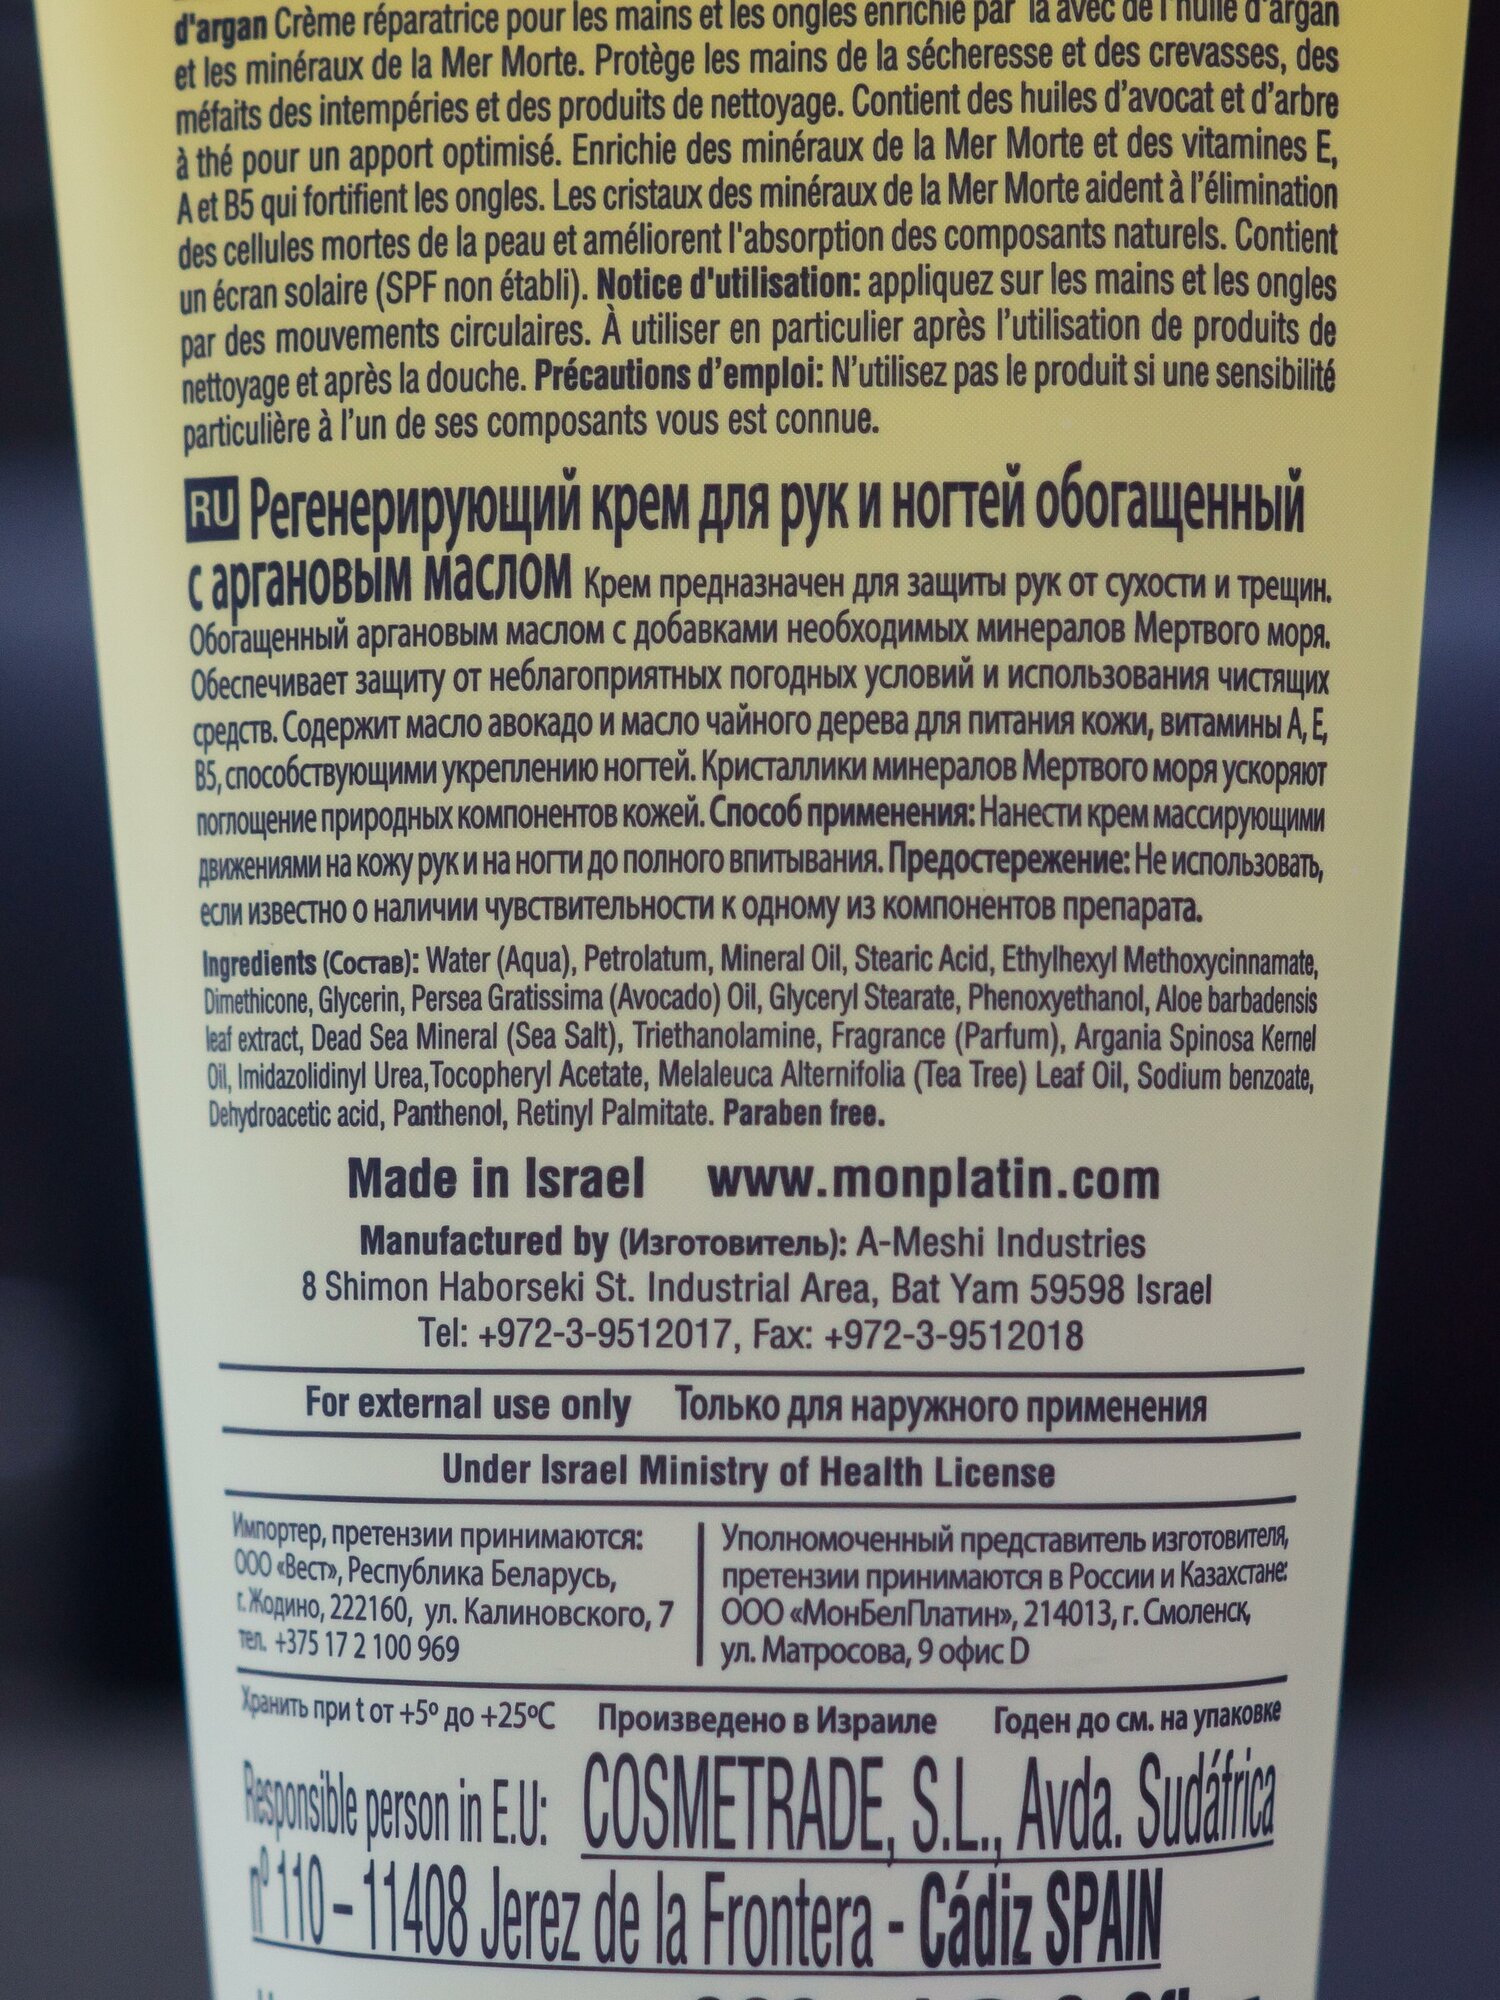 d'argan Crème réparatrice pour les mains et les ongles enrichie par la avec de l'huile d'argan
et les minéraux de la Mer Morte. Protège les mains de la sécheresse et des crevasses, des
méfaits des intempéries et des produits de nettoyage. Contient des huiles d'avocat et d'arbre
à thé pour un apport optimisé. Enrichie des minéraux de la Mer Morte et des vitamines E,
A et B5 qui fortifient les ongles. Les cristaux des minéraux de la Mer Morte aident à l'élimination
des cellules mortes de la peau et améliorent l'absorption des composants naturels. Contient
un écran solaire (SPF non établi). Notice d'utilisation: appliquez sur les mains et les ongles
par des mouvements circulaires. À utiliser en particulier après l'utilisation de produits de
nettoyage et après la douche. Précautions d'emploi: N'utilisez pas le produit si une sensibilité
particulière à l'un de ses composants vous est connue.
RU Регенерирующий крем для рук и ногтей обогащенный
с аргановым маслом Крем предназначен для защиты рук от сухости и трещин.
Обогащенный аргановым маслом с добавками необходимых минералов Мертвого моря.
Обеспечивает защиту от неблагоприятных погодных условий и использования чистящих
средств. Содержит масло авокадо и масло чайного дерева для питания кожи, витамины А, Е,
В5, способствующими укреплению ногтей. Кристаллики минералов Мертвого моря ускоряют
поглощение природных компонентов кожей. Способ применения: Нанести крем массирующими
движениями на кожу рук и на ногти до полного впитывания. Предостережение: Не использовать,
если известно о наличии чувствительности к одному из компонентов препарата.
Ingredients (Состав): Water (Aqua), Petrolatum, Mineral Oil, Stearic Acid, Ethylhexyl Methoxycinnamate,
Dimethicone, Glycerin, Persea Gratissima (Avocado) Oil, Glyceryl Stearate, Phenoxyethanol, Aloe barbadensis
leaf extract, Dead Sea Mineral (Sea Salt), Triethanolamine, Fragrance (Parfum), Argania Spinosa Kernel
Oil, Imidazolidinyl Urea,Tocopheryl Acetate, Melaleuca Alternifolia (Tea Tree) Leaf Oil, Sodium benzoate,
Dehydroacetic acid, Panthenol, Retinyl Palmitate. Paraben free.
Made in Israel www.monplatin.com
Manufactured by (Изготовитель): A-Meshi Industries
8 Shimon Haborseki St. Industrial Area, Bat Yam 59598 Israel
Tel: +972-3-9512017, Fax: +972-3-9512018
For external use only Только для наружного применения
Under Israel Ministry of Health License
Импортер, претензии принимаются:
ООО «Вест», Республика Беларусь,
г. Жодино, 222160, ул. Калиновского, 7
тел. +375 17 2 100 969
Уполномоченный представитель изготовителя,
претензии принимаются в России и Казахстане:
ООО «МонБелПлатин», 214013, г. Смоленск,
ул. Матросова, 9 офис D
Хранить при t от +5º до +25ºC Произведено в Израиле Годен до см. на упаковке
Responsible person in E.U: COSMETRADE, S.L., Avda. Sudáfrica
nº 110 – 11408 Jerez de la Frontera - Cádiz SPAIN